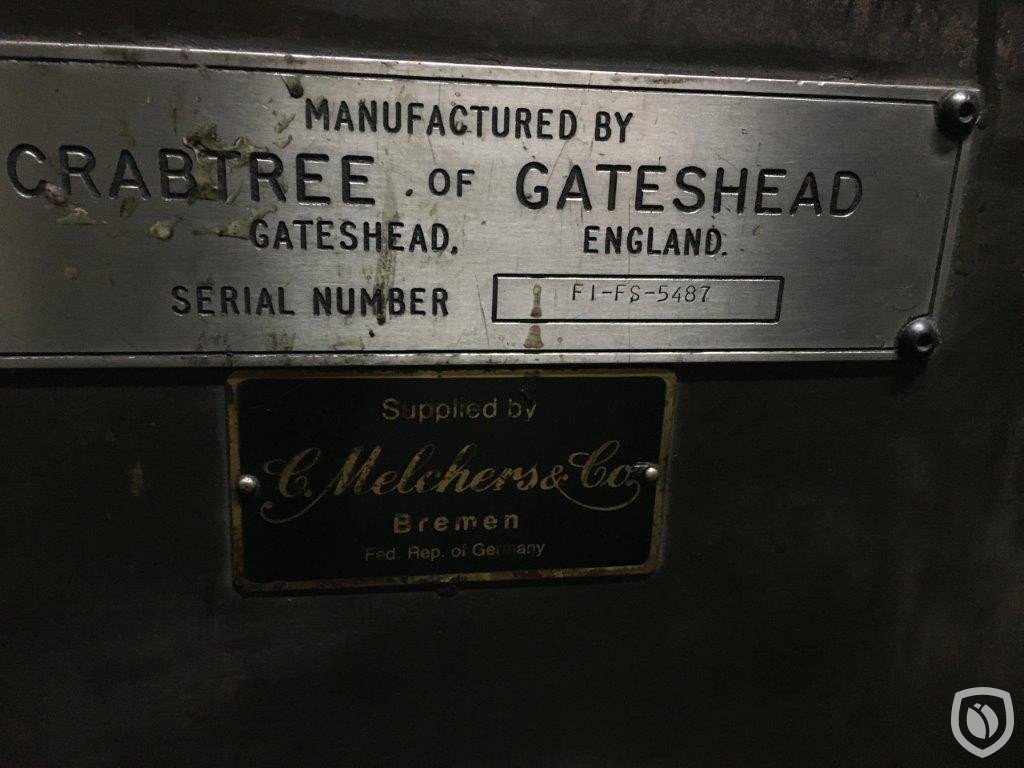 MANUFACTURED BY
CRABTREE . OF GATESHEAD
GATESHEAD. ENGLAND.
SERIAL NUMBER FI-FS-5487
Supplied by
C. Melchers & Co.
Bremen
Fed. Rep. of Germany